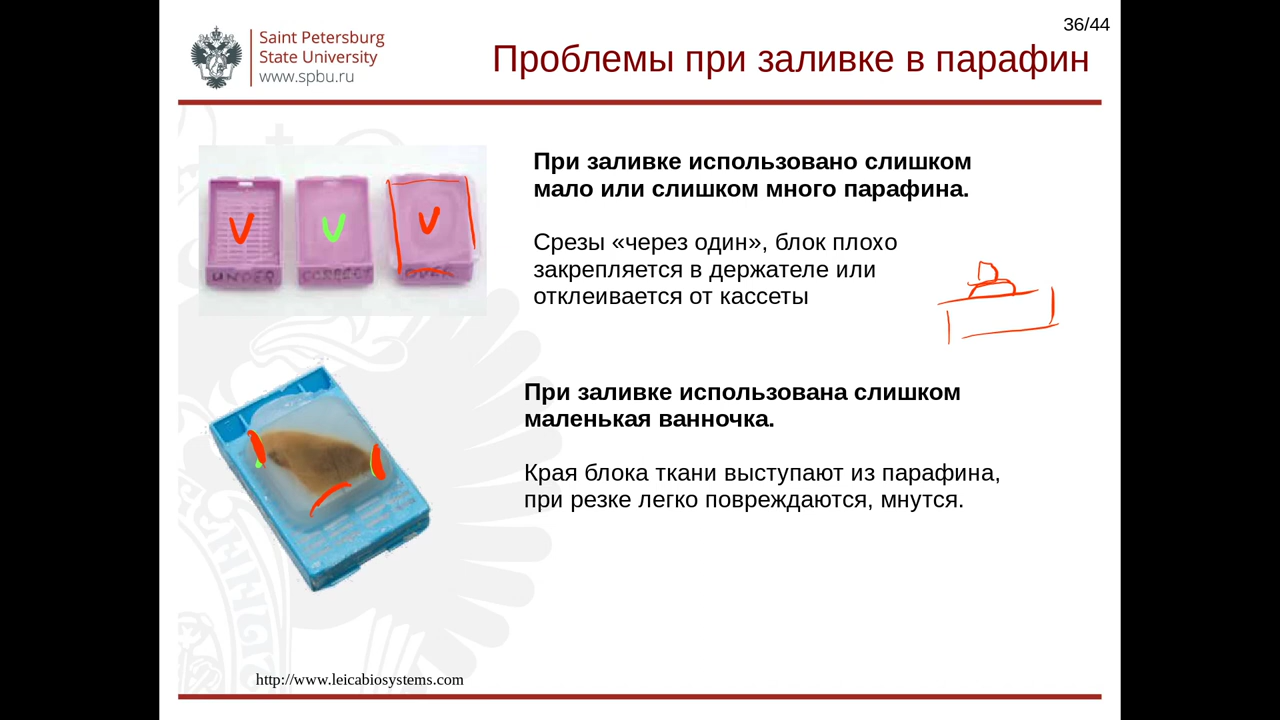 36/44
Saint Petersburg
State University
www.spbu.ru
Проблемы при заливке в парафин
При заливке использовано слишком
мало или слишком много парафина.
Срезы «через один», блок плохо
закрепляется в держателе или
отклеивается от кассеты
UNDER
CORRECT
OVER
При заливке использована слишком
маленькая ванночка.
Края блока ткани выступают из парафина,
при резке легко повреждаются, мнутся.
http://www.leicabiosystems.com